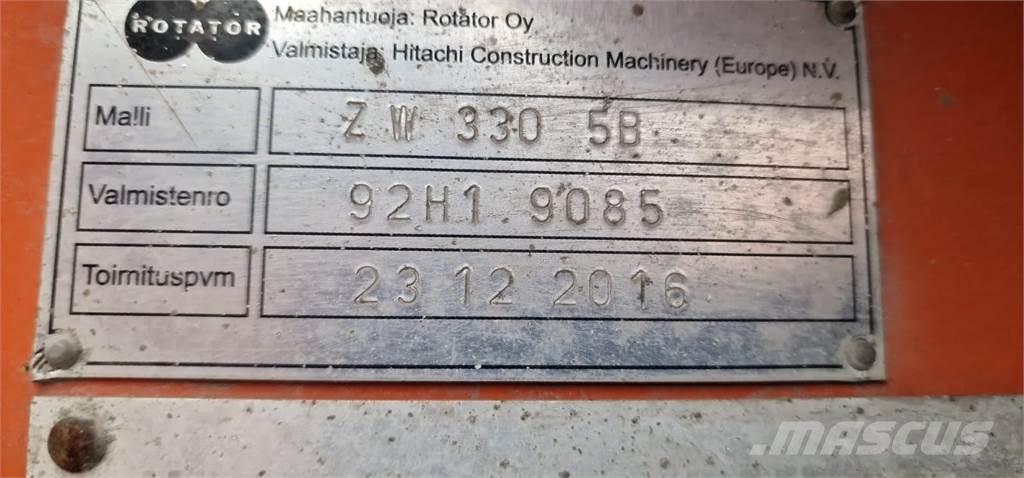 ROTATOR
Maahantuoja: Rotator Oy
Valmistaja: Hitachi Construction Machinery (Europe) N.V.
Malli ZW 330 5B
Valmistenro 92H1 9085
Toimituspvm 23 12 2016
MASCUS